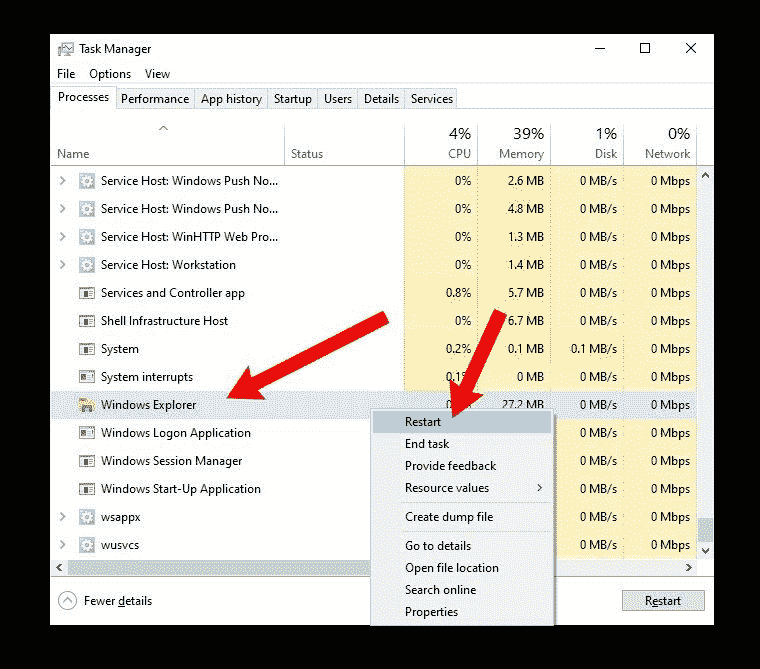 Task Manager
File Options View
Processes Performance App history Startup Users Details Services
4% 39% 1% 0%
Name Status CPU Memory Disk Network
Service Host: Windows Push No... 0% 2.6 MB 0 MB/s 0 Mbps
Service Host: Windows Push No... 0% 4.8 MB 0 MB/s 0 Mbps
Service Host: WinHTTP Web Pro... 0% 1.3 MB 0 MB/s 0 Mbps
Service Host: Workstation 0% 1.4 MB 0 MB/s 0 Mbps
Services and Controller app 0.8% 5.7 MB 0 MB/s 0 Mbps
Shell Infrastructure Host 0% 6.7 MB 0 MB/s 0 Mbps
System 0.2% 0.1 MB 0.1 MB/s 0 Mbps
System interrupts 0 MB 0 MB/s 0 Mbps
Windows Explorer 27.2 MB 0 MB/s 0 Mbps
Restart
Windows Logon Application 0 MB/s 0 Mbps
End task
Windows Session Manager 0 MB/s 0 Mbps
Provide feedback
Windows Start-Up Application 0 MB/s 0 Mbps
Resource values
wsappx 0 MB/s 0 Mbps
Create dump file
wusvcs 0 MB/s 0 Mbps
Go to details
Open file location
Search online
Properties
Fewer details Restart